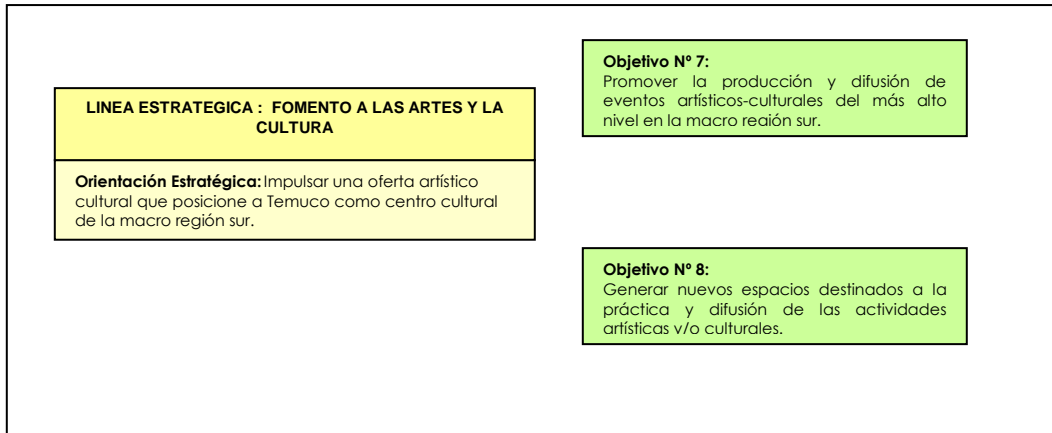 LINEA ESTRATEGICA : FOMENTO A LAS ARTES Y LA
CULTURA
Orientación Estratégica: Impulsar una oferta artístico
cultural que posicione a Temuco como centro cultural
de la macro región sur.
Objetivo Nº 7:
Promover la producción y difusión de
eventos artísticos-culturales del más alto
nivel en la macro región sur.
Objetivo Nº 8:
Generar nuevos espacios destinados a la
práctica y difusión de las actividades
artísticas y/o culturales.